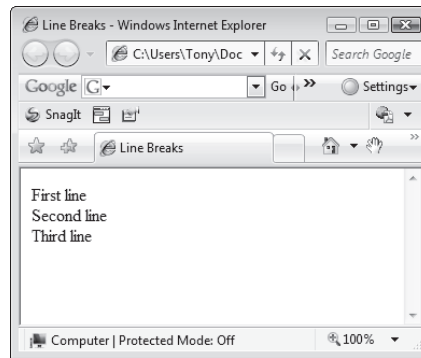 Line Breaks - Windows Internet Explorer
C:\Users\Tony\Doc
Search Google
Google G Go » Settings
SnagIt
Line Breaks »
First line
Second line
Third line
Computer | Protected Mode: Off 100%